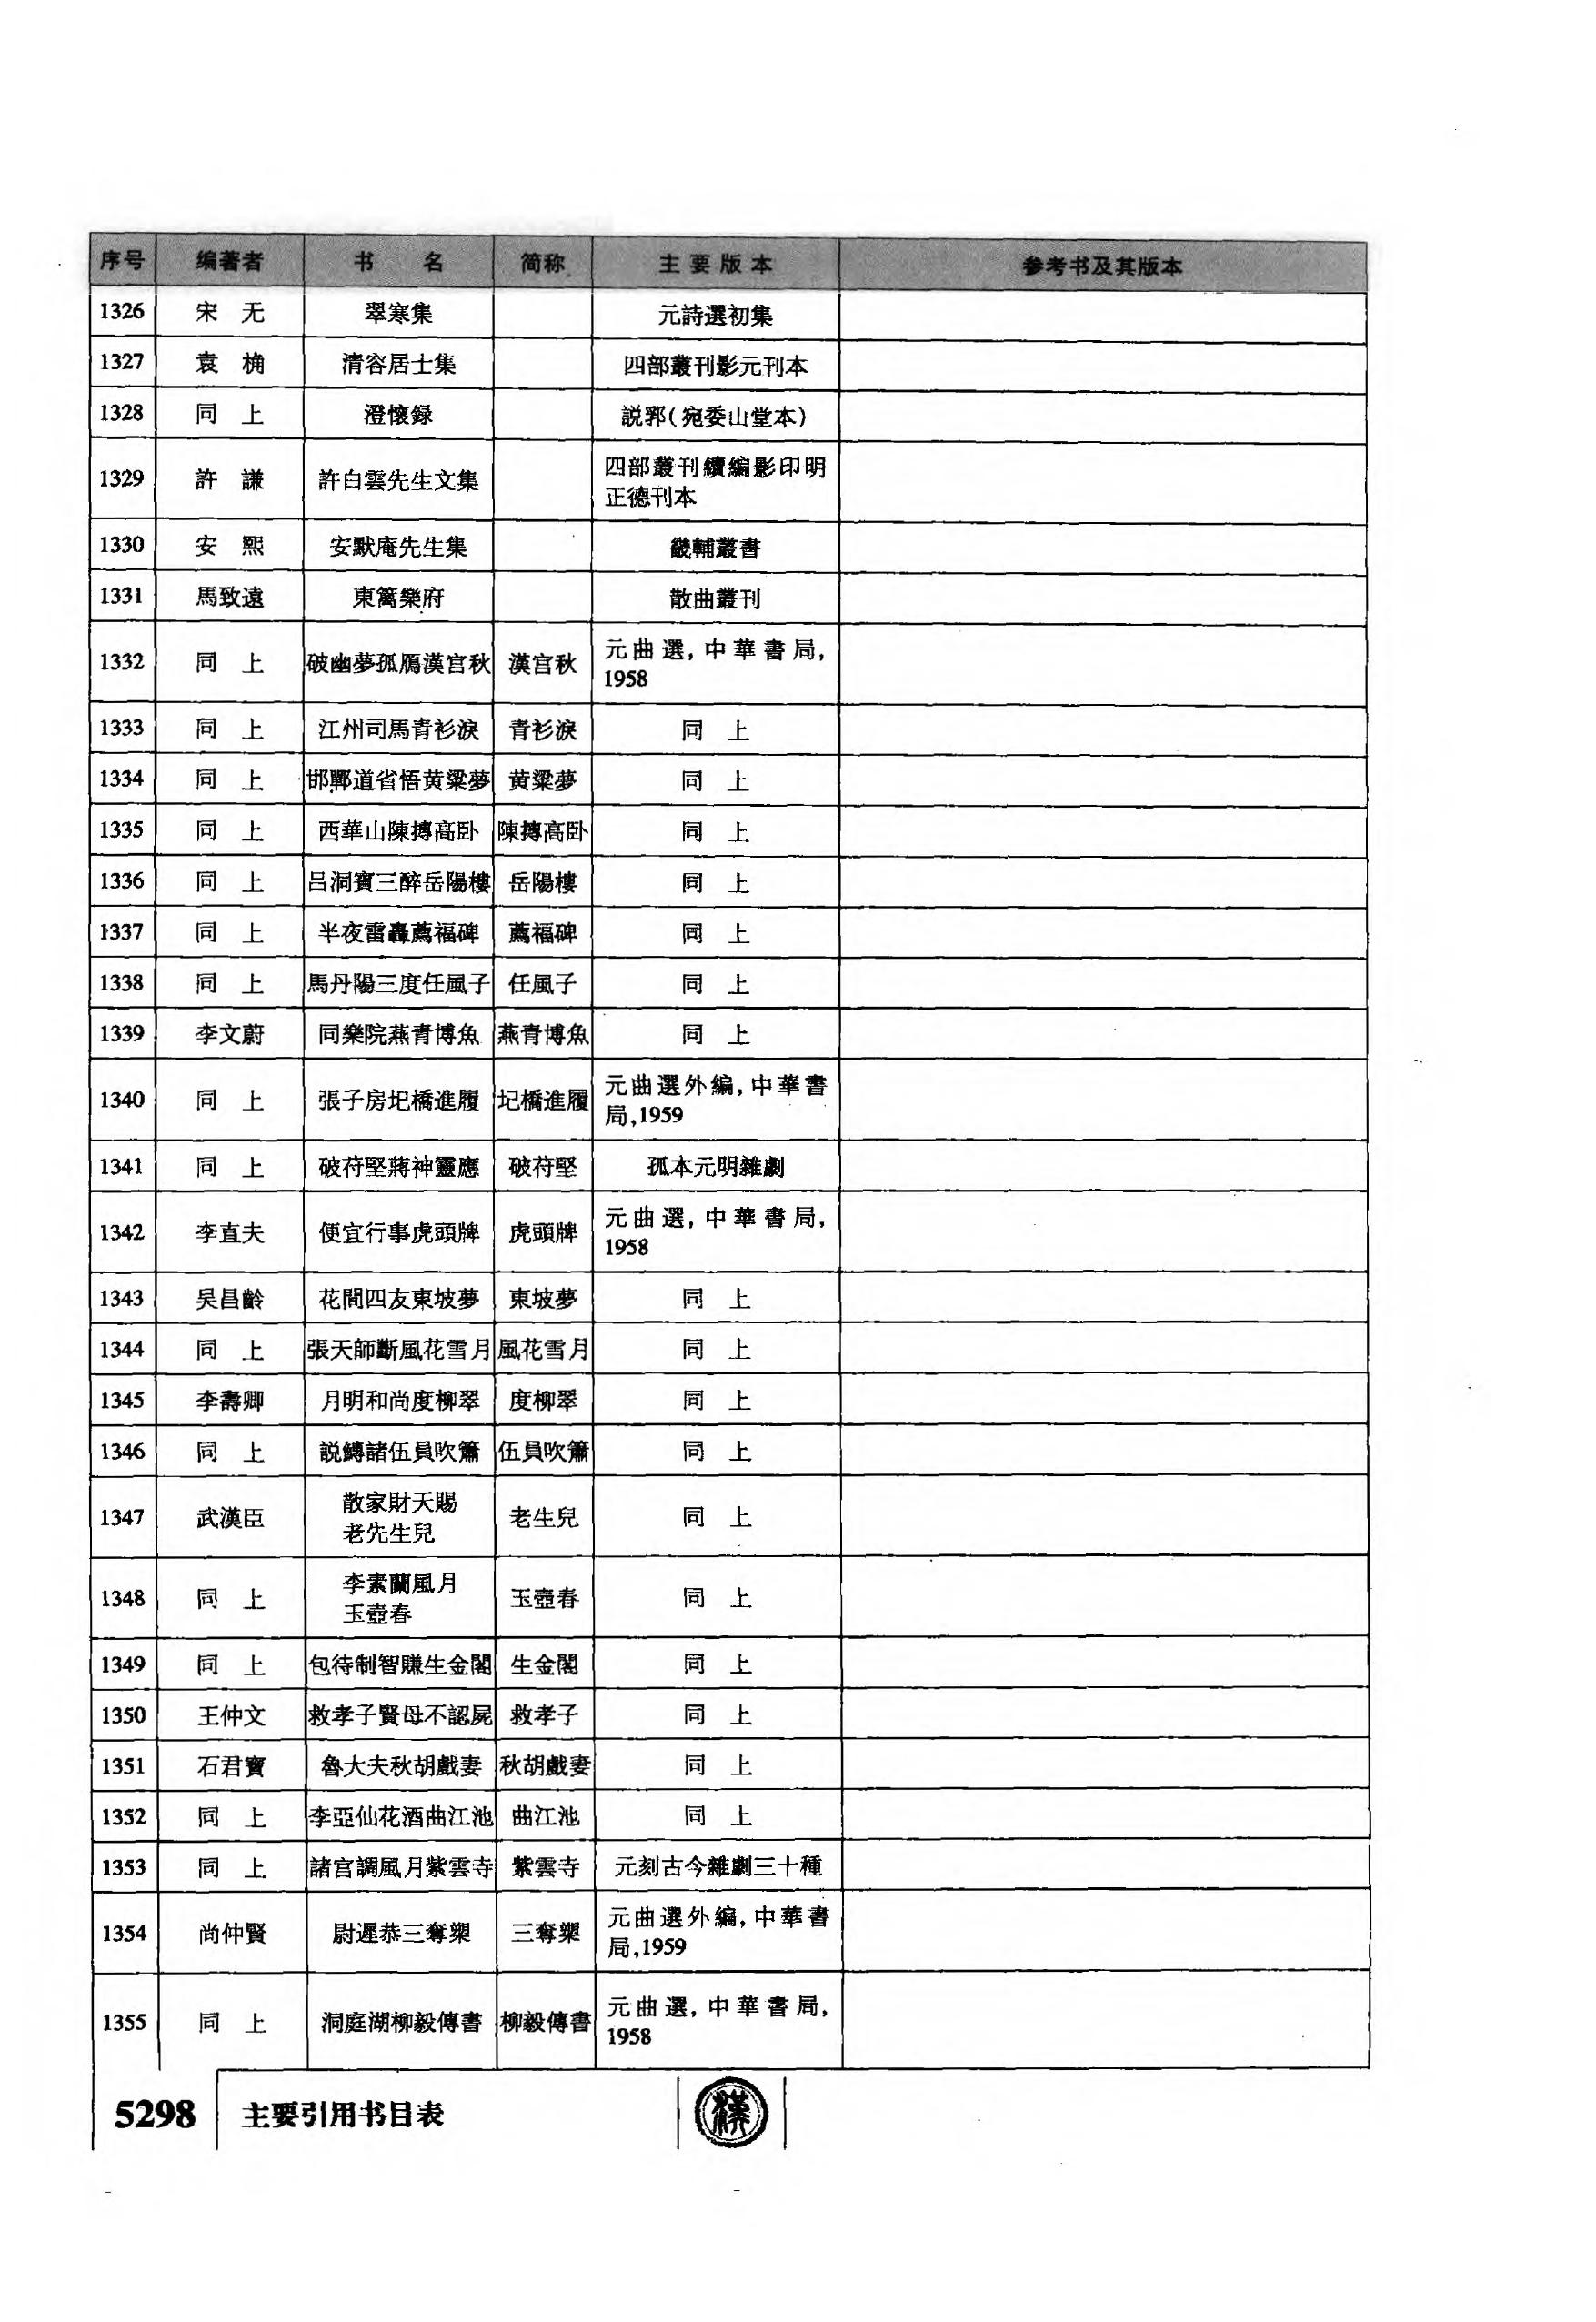 序号 编著者 书　名 简称 主要版本 参考书及其版本
1326 宋　无 翠寒集 元詩選初集
1327 袁　桷 清容居士集 四部叢刊影元刊本
1328 同　上 澄懷録 説郛(宛委山堂本)
1329 許　謙 許白雲先生文集 四部叢刊續編影印明
正德刊本
1330 安　熙 安默庵先生集 畿輔叢書
1331 馬致遠 東籬樂府 散曲叢刊
1332 同　上 破幽夢孤鴈漢宫秋 漢宫秋 元曲選,中華書局,
1958
1333 同　上 江州司馬青衫淚 青衫淚 同　上
1334 同　上 邯鄲道省悟黄粱夢 黄粱夢 同　上
1335 同　上 西華山陳摶高卧 陳摶高卧 同　上
1336 同　上 吕洞賓三醉岳陽樓 岳陽樓 同　上
1337 同　上 半夜雷轟薦福碑 薦福碑 同　上
1338 同　上 馬丹陽三度任風子 任風子 同　上
1339 李文蔚 同樂院燕青博魚 燕青博魚 同　上
1340 同　上 張子房圯橋進履 圯橋進履 元曲選外編,中華書
局,1959
1341 同　上 破苻堅蔣神靈應 破苻堅 孤本元明雜劇
1342 李直夫 便宜行事虎頭牌 虎頭牌 元曲選,中華書局,
1958
1343 吴昌齡 花間四友東坡夢 東坡夢 同　上
1344 同　上 張天師斷風花雪月 風花雪月 同　上
1345 李壽卿 月明和尚度柳翠 度柳翠 同　上
1346 同　上 説鱄諸伍員吹簫 伍員吹簫 同　上
1347 武漢臣 散家財天賜
老先生兒 老生兒 同　上
1348 同　上 李素蘭風月
玉壺春 玉壺春 同　上
1349 同　上 包待制智賺生金閣 生金閣 同　上
1350 王仲文 救孝子賢母不認屍 救孝子 同　上
1351 石君寳 魯大夫秋胡戲妻 秋胡戲妻 同　上
1352 同　上 李亞仙花酒曲江池 曲江池 同　上
1353 同　上 諸宫調風月紫雲寺 紫雲寺 元刻古今雜劇三十種
1354 尚仲賢 尉遲恭三奪槊 三奪槊 元曲選外編,中華書
局,1959
1355 同　上 洞庭湖柳毅傳書 柳毅傳書 元曲選,中華書局,
1958
5298 主要引用书目表 漢